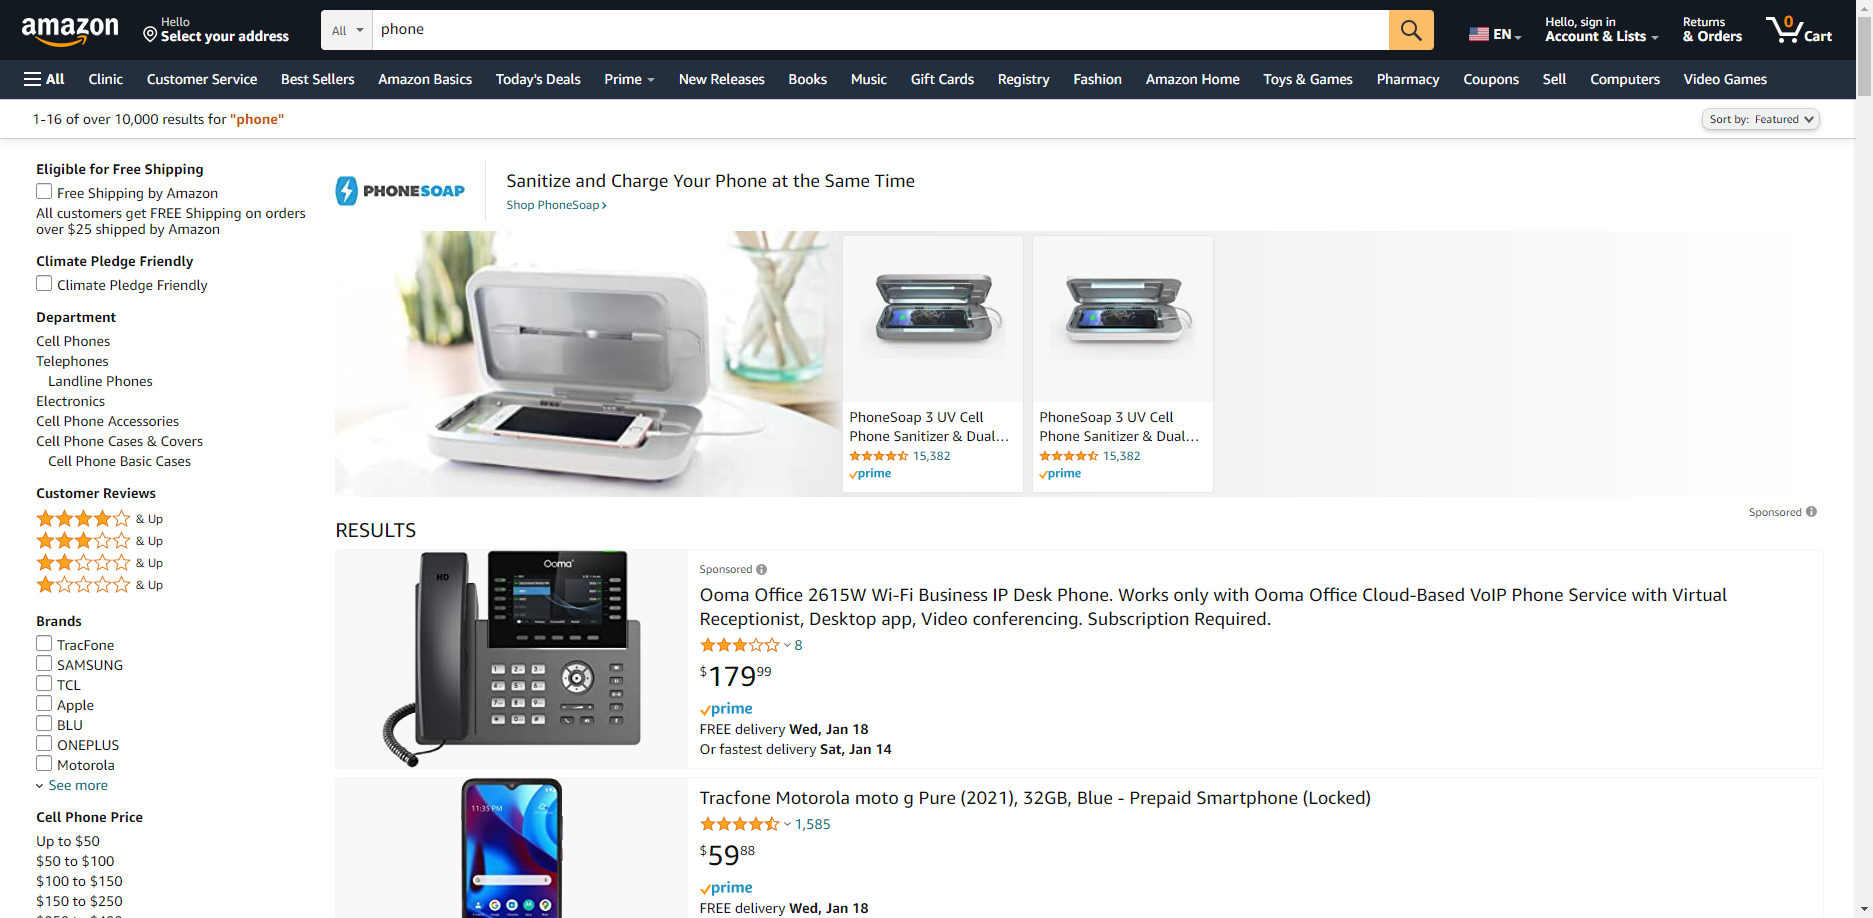 amazon
Hello
Select your address
All
phone
EN
Hello, sign in
Account & Lists
Returns
& Orders
0
Cart
All
Clinic
Customer Service
Best Sellers
Amazon Basics
Today's Deals
Prime
New Releases
Books
Music
Gift Cards
Registry
Fashion
Amazon Home
Toys & Games
Pharmacy
Coupons
Sell
Computers
Video Games
1-16 of over 10,000 results for "phone"
Sort by: Featured
Eligible for Free Shipping
Free Shipping by Amazon
All customers get FREE Shipping on orders
over $25 shipped by Amazon
Climate Pledge Friendly
Climate Pledge Friendly
Department
Cell Phones
Telephones
Landline Phones
Electronics
Cell Phone Accessories
Cell Phone Cases & Covers
Cell Phone Basic Cases
Customer Reviews
& Up
& Up
& Up
& Up
Brands
TracFone
SAMSUNG
TCL
Apple
BLU
ONEPLUS
Motorola
See more
Cell Phone Price
Up to $50
$50 to $100
$100 to $150
$150 to $250
PHONESOAP
Sanitize and Charge Your Phone at the Same Time
Shop PhoneSoap
PhoneSoap 3 UV Cell
Phone Sanitizer & Dual...
15,382
prime
PhoneSoap 3 UV Cell
Phone Sanitizer & Dual...
15,382
prime
Sponsored
RESULTS
HD
Ooma
Sponsored
Ooma Office 2615W Wi-Fi Business IP Desk Phone. Works only with Ooma Office Cloud-Based VoIP Phone Service with Virtual
Receptionist, Desktop app, Video conferencing. Subscription Required.
8
$179 99
prime
FREE delivery Wed, Jan 18
Or fastest delivery Sat, Jan 14
11:35 PM
Tracfone Motorola moto g Pure (2021), 32GB, Blue - Prepaid Smartphone (Locked)
1,585
$59 88
prime
FREE delivery Wed, Jan 18